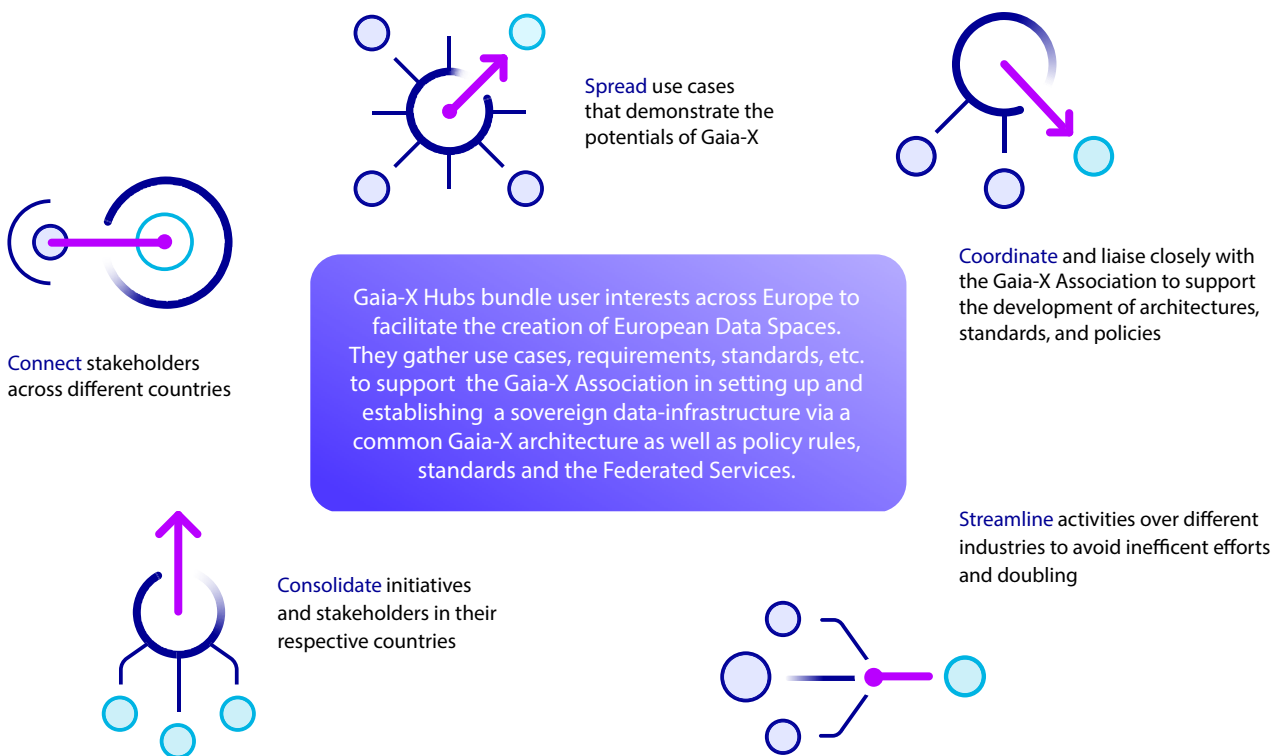 Spread use cases
that demonstrate the
potentials of Gaia-X
Coordinate and liaise closely with
the Gaia-X Association to support
the development of architectures,
standards, and policies
Connect stakeholders
across different countries
Gaia-X Hubs bundle user interests across Europe to
facilitate the creation of European Data Spaces.
They gather use cases, requirements, standards, etc.
to support the Gaia-X Association in setting up and
establishing a sovereign data-infrastructure via a
common Gaia-X architecture as well as policy rules,
standards and the Federated Services.
Streamline activities over different
industries to avoid inefficent efforts
and doubling
Consolidate initiatives
and stakeholders in their
respective countries